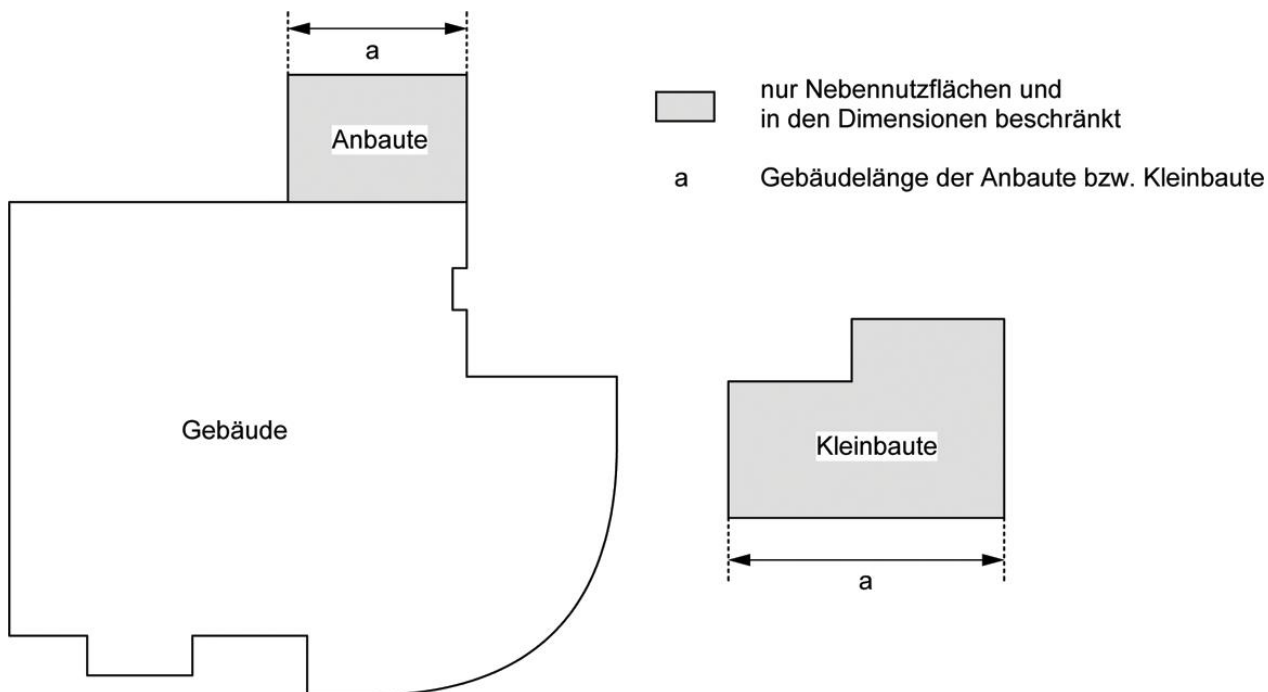 a
Anbaute
nur Nebennutzflächen und
in den Dimensionen beschränkt
a Gebäudelänge der Anbaute bzw. Kleinbaute
Gebäude
Kleinbaute
a